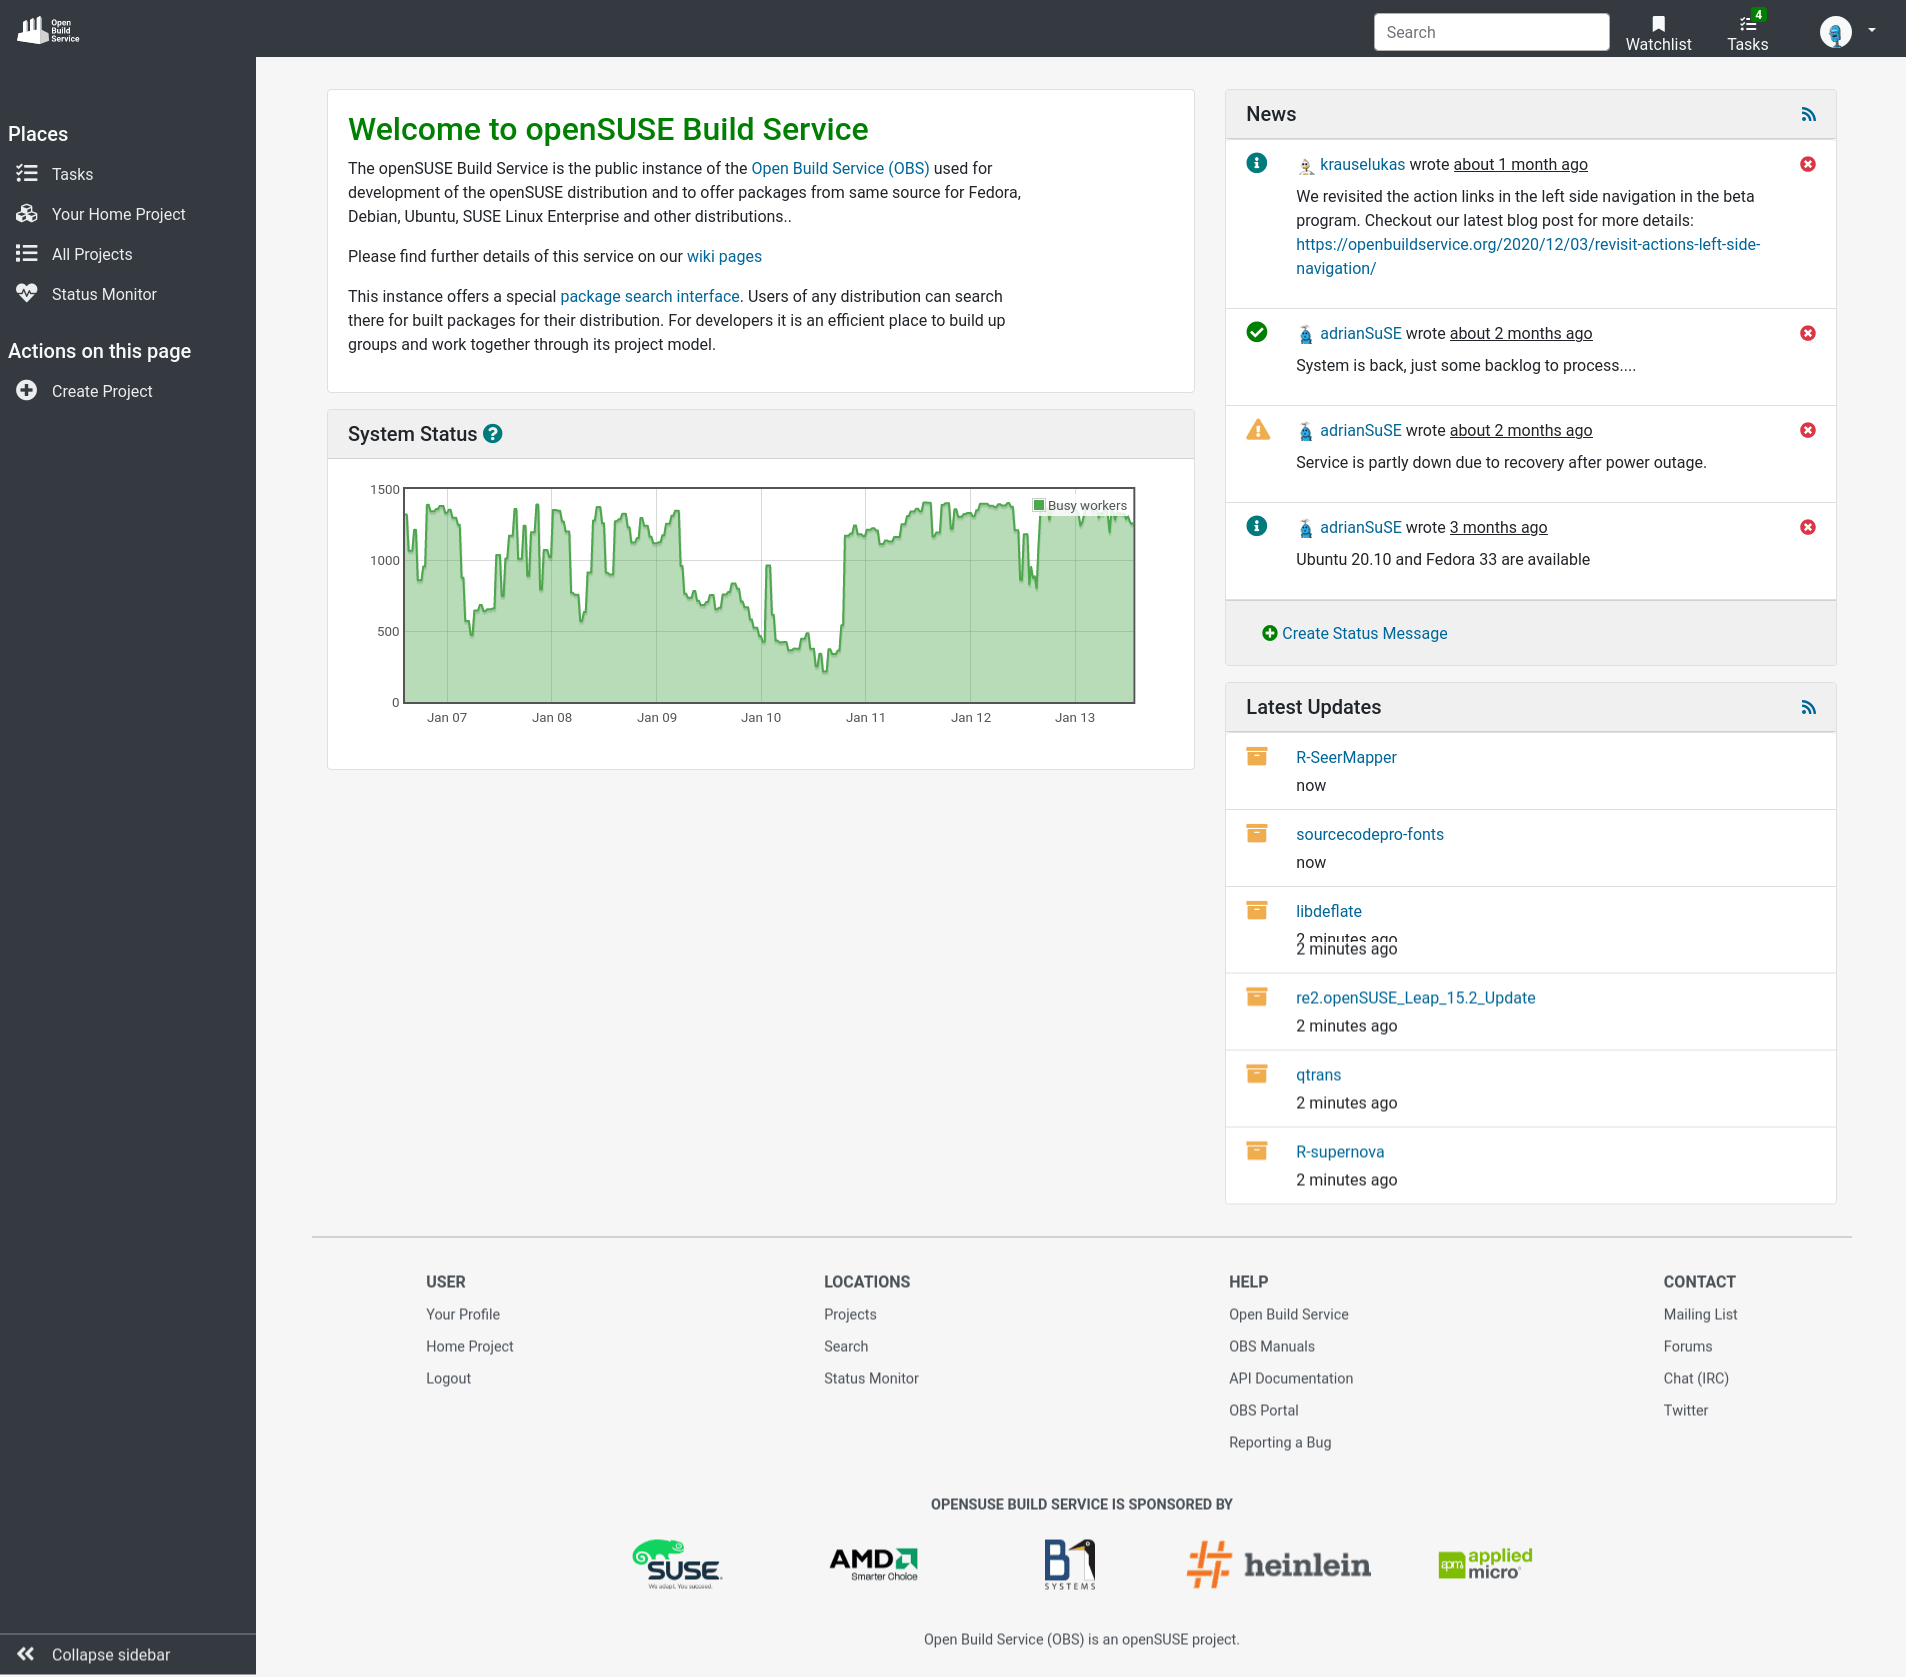 Open
Build
Service
Search
Watchlist
4
Tasks
Places
Tasks
Your Home Project
All Projects
Status Monitor
Actions on this page
Create Project
Collapse sidebar
Welcome to openSUSE Build Service
The openSUSE Build Service is the public instance of the Open Build Service (OBS) used for
development of the openSUSE distribution and to offer packages from same source for Fedora,
Debian, Ubuntu, SUSE Linux Enterprise and other distributions..
Please find further details of this service on our wiki pages
This instance offers a special package search interface. Users of any distribution can search
there for built packages for their distribution. For developers it is an efficient place to build up
groups and work together through its project model.
System Status
1500
1000
500
0
Busy workers
Jan 07 Jan 08 Jan 09 Jan 10 Jan 11 Jan 12 Jan 13
News
krauselukas wrote about 1 month ago
We revisited the action links in the left side navigation in the beta
program. Checkout our latest blog post for more details:
https://openbuildservice.org/2020/12/03/revisit-actions-left-side-
navigation/
adrianSuSE wrote about 2 months ago
System is back, just some backlog to process....
adrianSuSE wrote about 2 months ago
Service is partly down due to recovery after power outage.
adrianSuSE wrote 3 months ago
Ubuntu 20.10 and Fedora 33 are available
Create Status Message
Latest Updates
R-SeerMapper
now
sourcecodepro-fonts
now
libdeflate
2 minutes ago
2 minutes ago
re2.openSUSE_Leap_15.2_Update
2 minutes ago
qtrans
2 minutes ago
R-supernova
2 minutes ago
USER
Your Profile
Home Project
Logout
LOCATIONS
Projects
Search
Status Monitor
HELP
Open Build Service
OBS Manuals
API Documentation
OBS Portal
Reporting a Bug
CONTACT
Mailing List
Forums
Chat (IRC)
Twitter
OPENSUSE BUILD SERVICE IS SPONSORED BY
SUSE
We adapt. You succeed.
AMD
Smarter Choice
B1
SYSTEMS
heinlein
apm applied
micro
Open Build Service (OBS) is an openSUSE project.